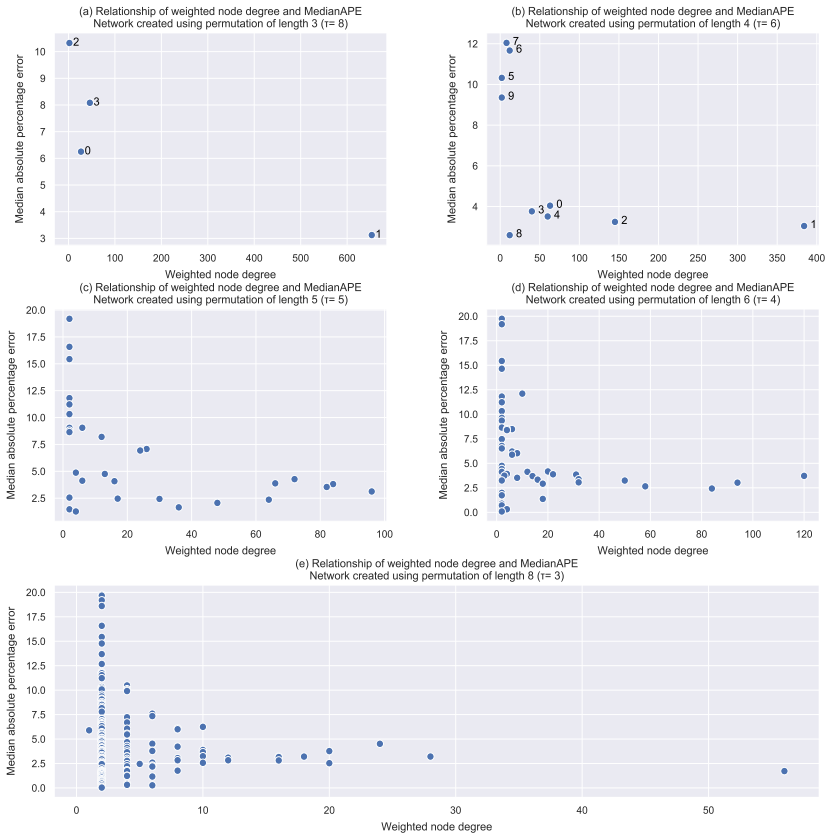 (a) Relationship of weighted node degree and MedianAPE
Network created using permutation of length 3 (τ= 8)
Median absolute percentage error
10
9
8
7
6
5
4
3
2
3
0
1
0 100 200 300 400 500 600
Weighted node degree
(b) Relationship of weighted node degree and MedianAPE
Network created using permutation of length 4 (τ= 6)
Median absolute percentage error
12
10
8
6
4
7
6
5
9
0
3
4
2
1
8
0 50 100 150 200 250 300 350 400
Weighted node degree
(c) Relationship of weighted node degree and MedianAPE
Network created using permutation of length 5 (τ= 5)
Median absolute percentage error
20.0
17.5
15.0
12.5
10.0
7.5
5.0
2.5
0 20 40 60 80 100
Weighted node degree
(d) Relationship of weighted node degree and MedianAPE
Network created using permutation of length 6 (τ= 4)
Median absolute percentage error
20.0
17.5
15.0
12.5
10.0
7.5
5.0
2.5
0.0
0 20 40 60 80 100 120
Weighted node degree
(e) Relationship of weighted node degree and MedianAPE
Network created using permutation of length 8 (τ= 3)
Median absolute percentage error
20.0
17.5
15.0
12.5
10.0
7.5
5.0
2.5
0.0
0 10 20 30 40 50
Weighted node degree